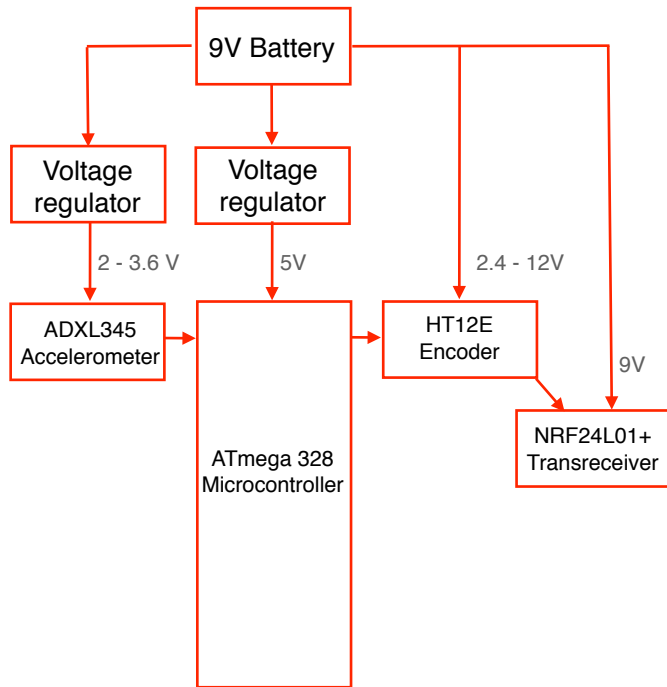 9V Battery
Voltage
regulator
Voltage
regulator
2 - 3.6 V
5V
2.4 - 12V
ADXL345
Accelerometer
HT12E
Encoder
9V
NRF24L01+
Transreceiver
ATmega 328
Microcontroller